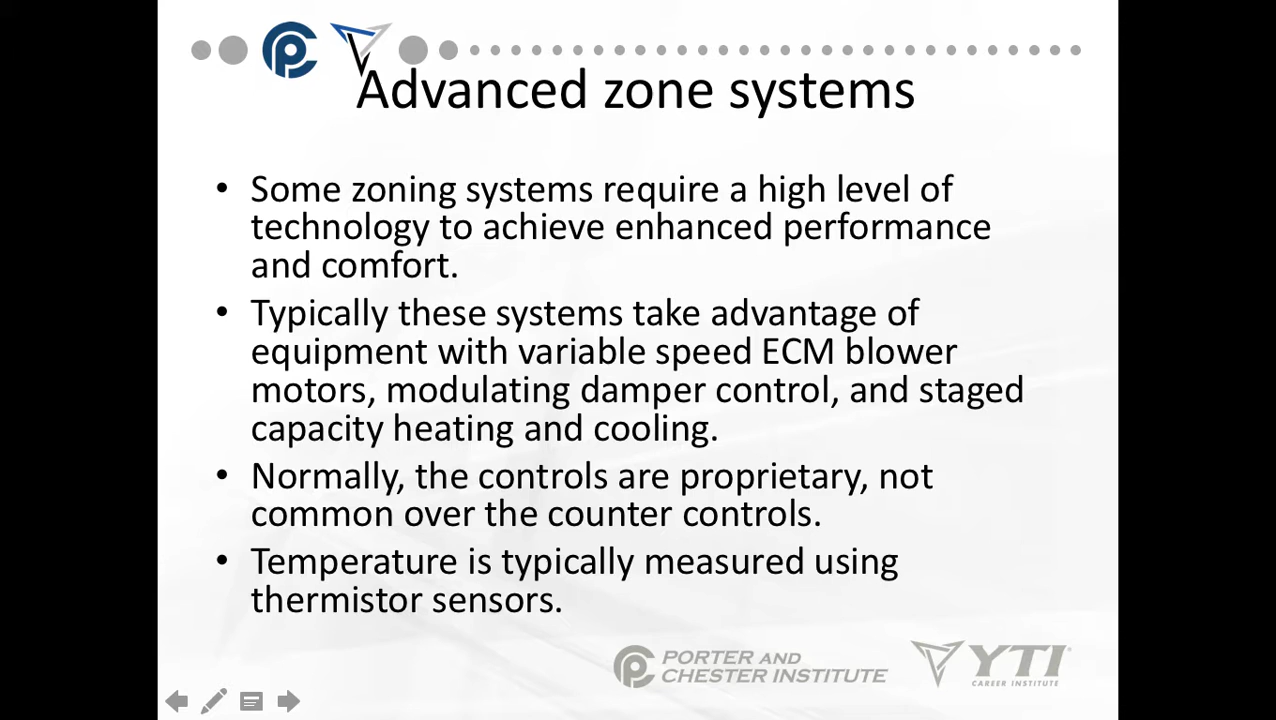 Advanced zone systems
• Some zoning systems require a high level of
technology to achieve enhanced performance
and comfort.
• Typically these systems take advantage of
equipment with variable speed ECM blower
motors, modulating damper control, and staged
capacity heating and cooling.
• Normally, the controls are proprietary, not
common over the counter controls.
• Temperature is typically measured using
thermistor sensors.
PORTER AND
CHESTER INSTITUTE
YTI
CAREER INSTITUTE